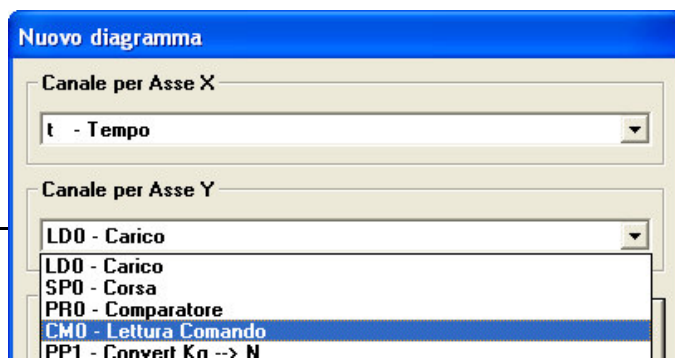 Nuovo diagramma
Canale per Asse X
t - Tempo
Canale per Asse Y
LD0 - Carico
LD0 - Carico
SP0 - Corsa
PR0 - Comparatore
CM0 - Lettura Comando
PP1 - Convert Kg --> N